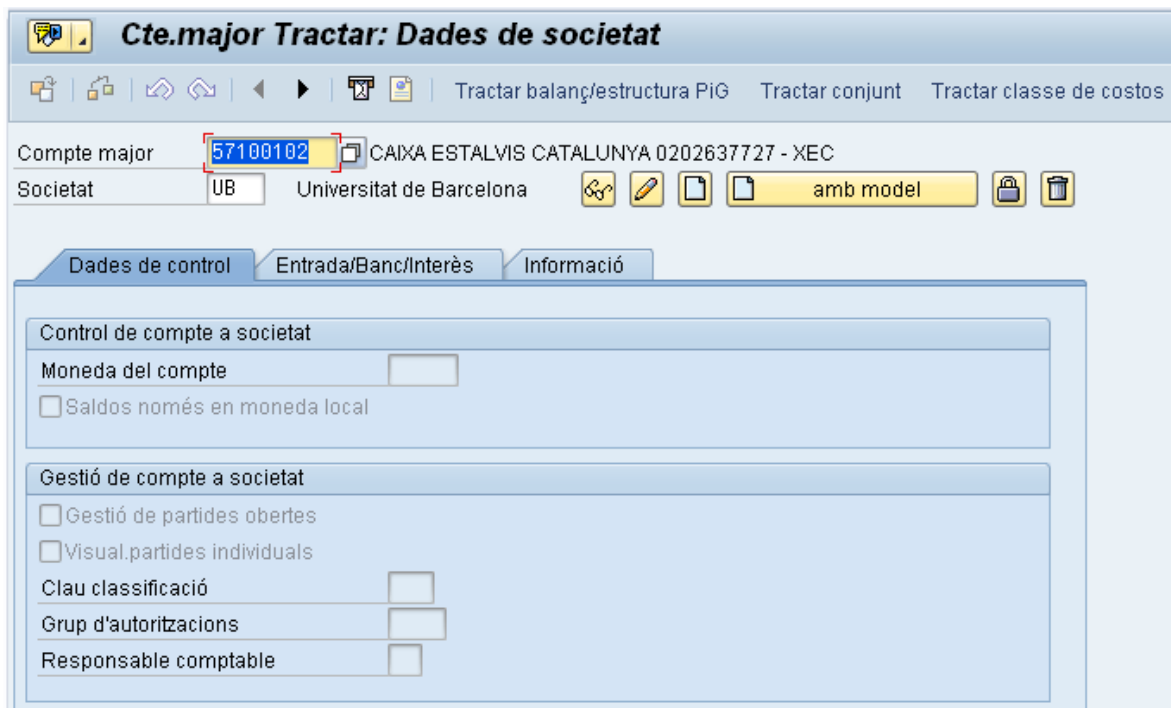 Cte.major Tractar: Dades de societat
Tractar balanç/estructura PiG Tractar conjunt Tractar classe de costos
Compte major 57100102 CAIXA ESTALVIS CATALUNYA 0202637727 - XEC
Societat UB Universitat de Barcelona amb model
Dades de control Entrada/Banc/Interès Informació
Control de compte a societat
Moneda del compte
Saldos només en moneda local
Gestió de compte a societat
Gestió de partides obertes
Visual.partides individuals
Clau classificació
Grup d'autoritzacions
Responsable comptable